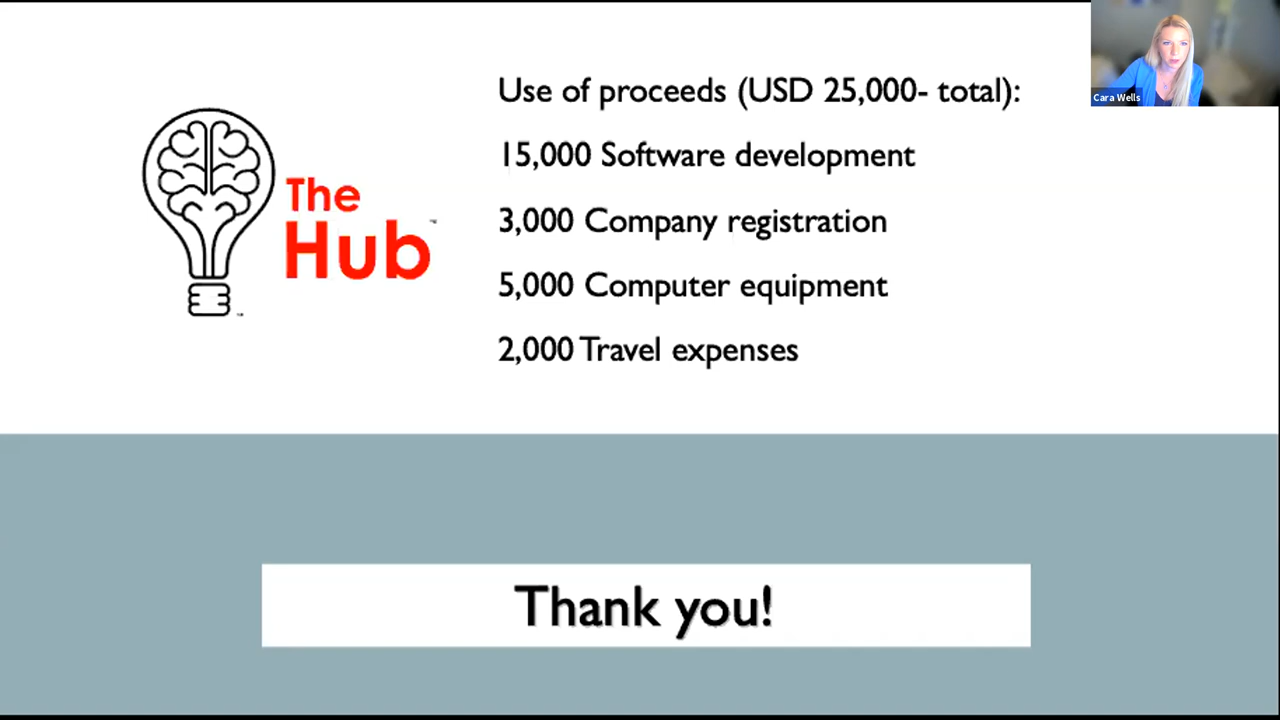 Cara Wells
The
Hub
Use of proceeds (USD 25,000- total):
15,000 Software development
3,000 Company registration
5,000 Computer equipment
2,000 Travel expenses
Thank you!